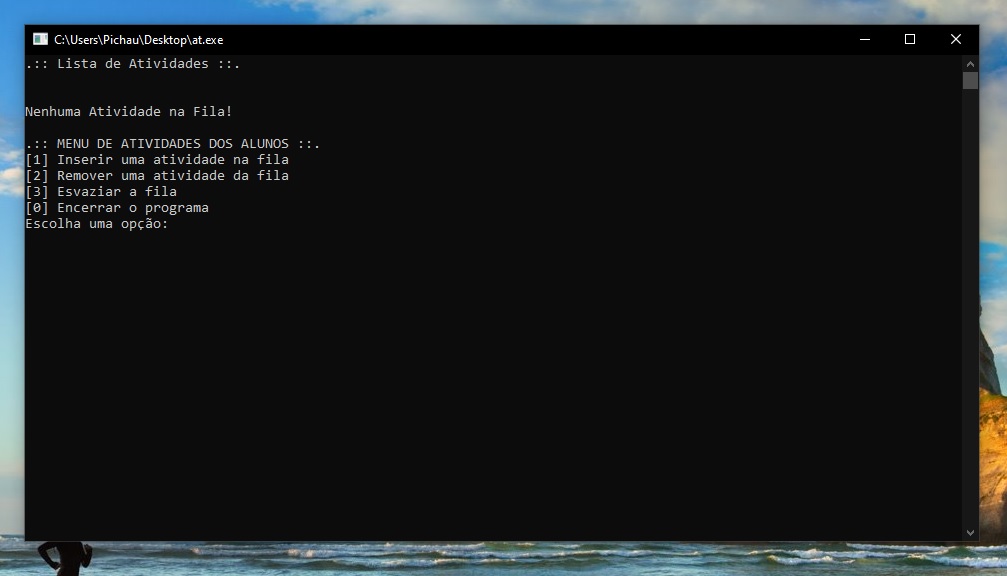 C:\Users\Pichau\Desktop\at.exe
.:: Lista de Atividades ::.
Nenhuma Atividade na Fila!
.:: MENU DE ATIVIDADES DOS ALUNOS ::.
[1] Inserir uma atividade na fila
[2] Remover uma atividade da fila
[3] Esvaziar a fila
[0] Encerrar o programa
Escolha uma opção: